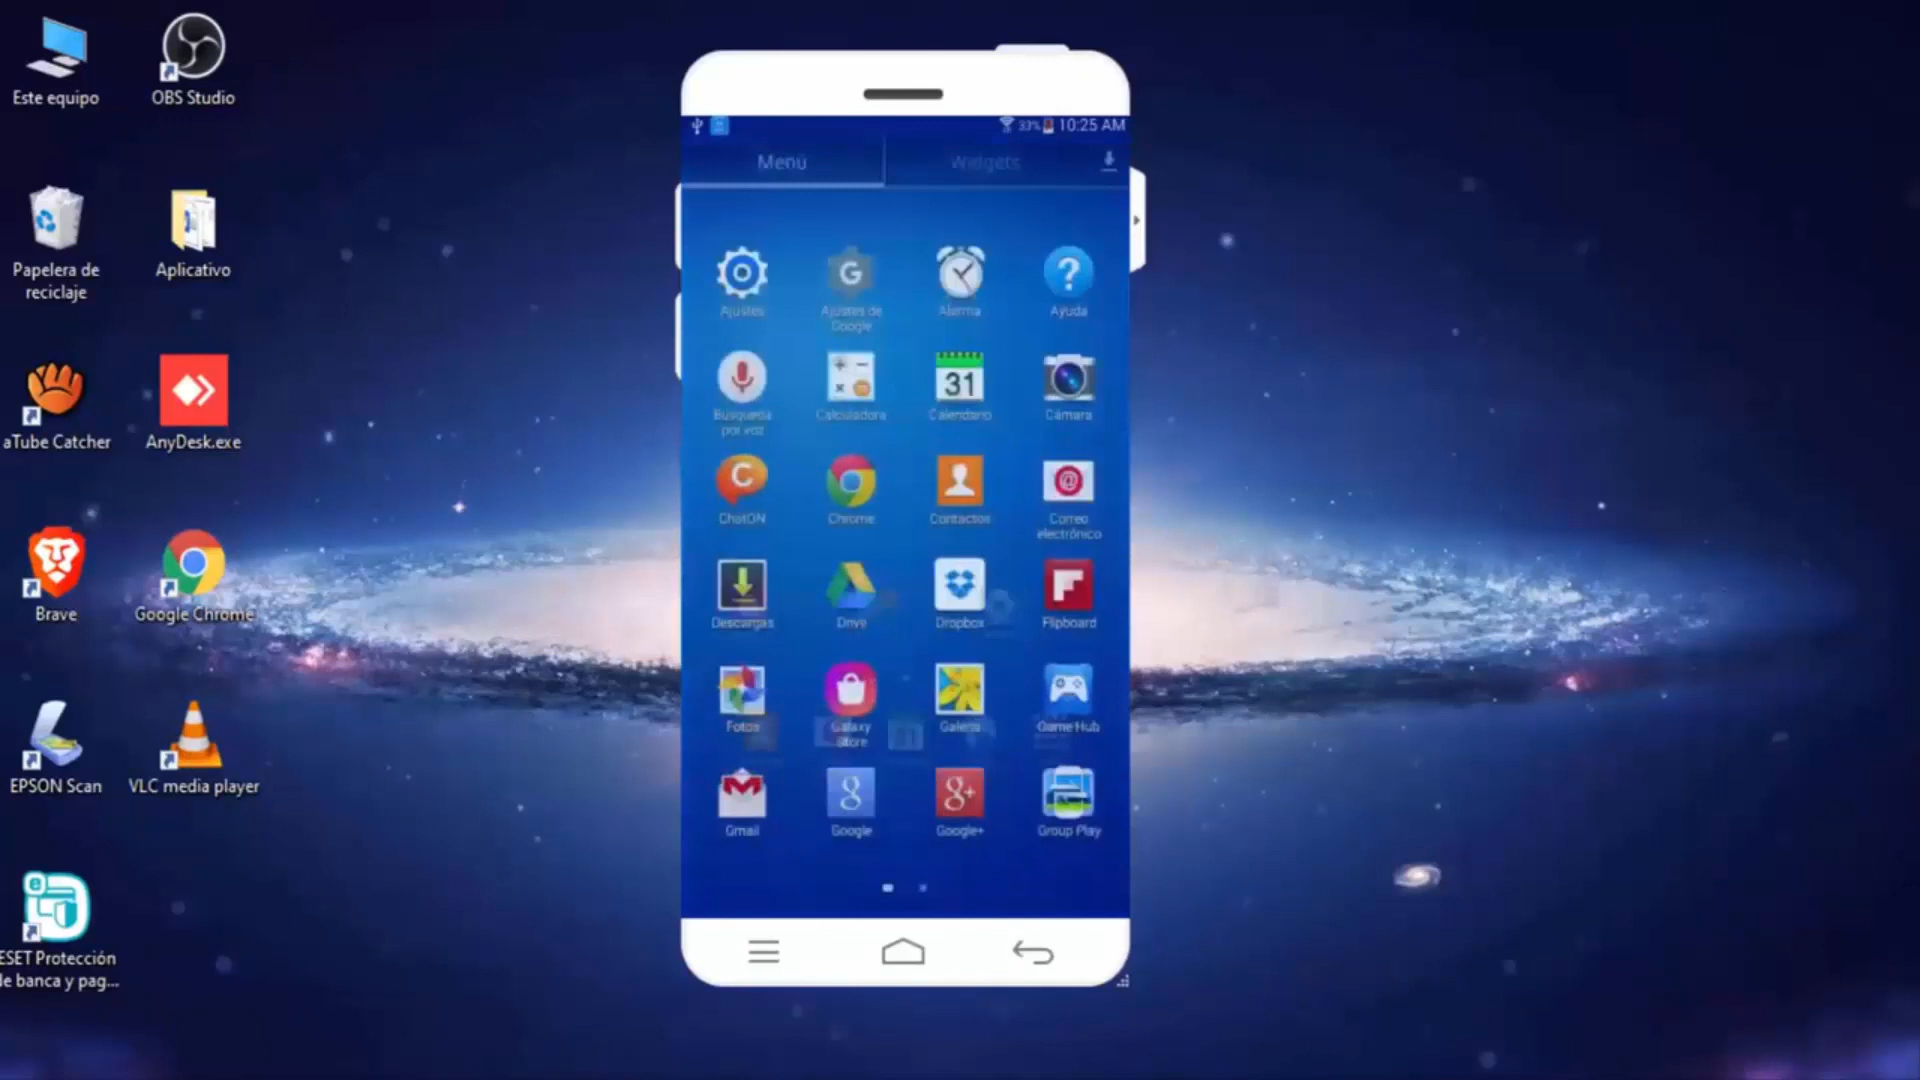 Este equipo
OBS Studio
Papelera de
reciclaje
Aplicativo
aTube Catcher
AnyDesk.exe
Brave
Google Chrome
EPSON Scan
VLC media player
ESET Protección
de banca y pag...
33% 10:25 AM
Menú
Widgets
Ajustes
Ajustes de
Google
Alarma
Ayuda
Búsqueda
por voz
Calculadora
31
Calendario
Cámara
ChatON
Chrome
Contactos
Correo
electrónico
Descargas
Drive
Dropbox
Flipboard
Fotos
Galaxy
Store
Galería
Game Hub
Gmail
Google
Google+
Group Play